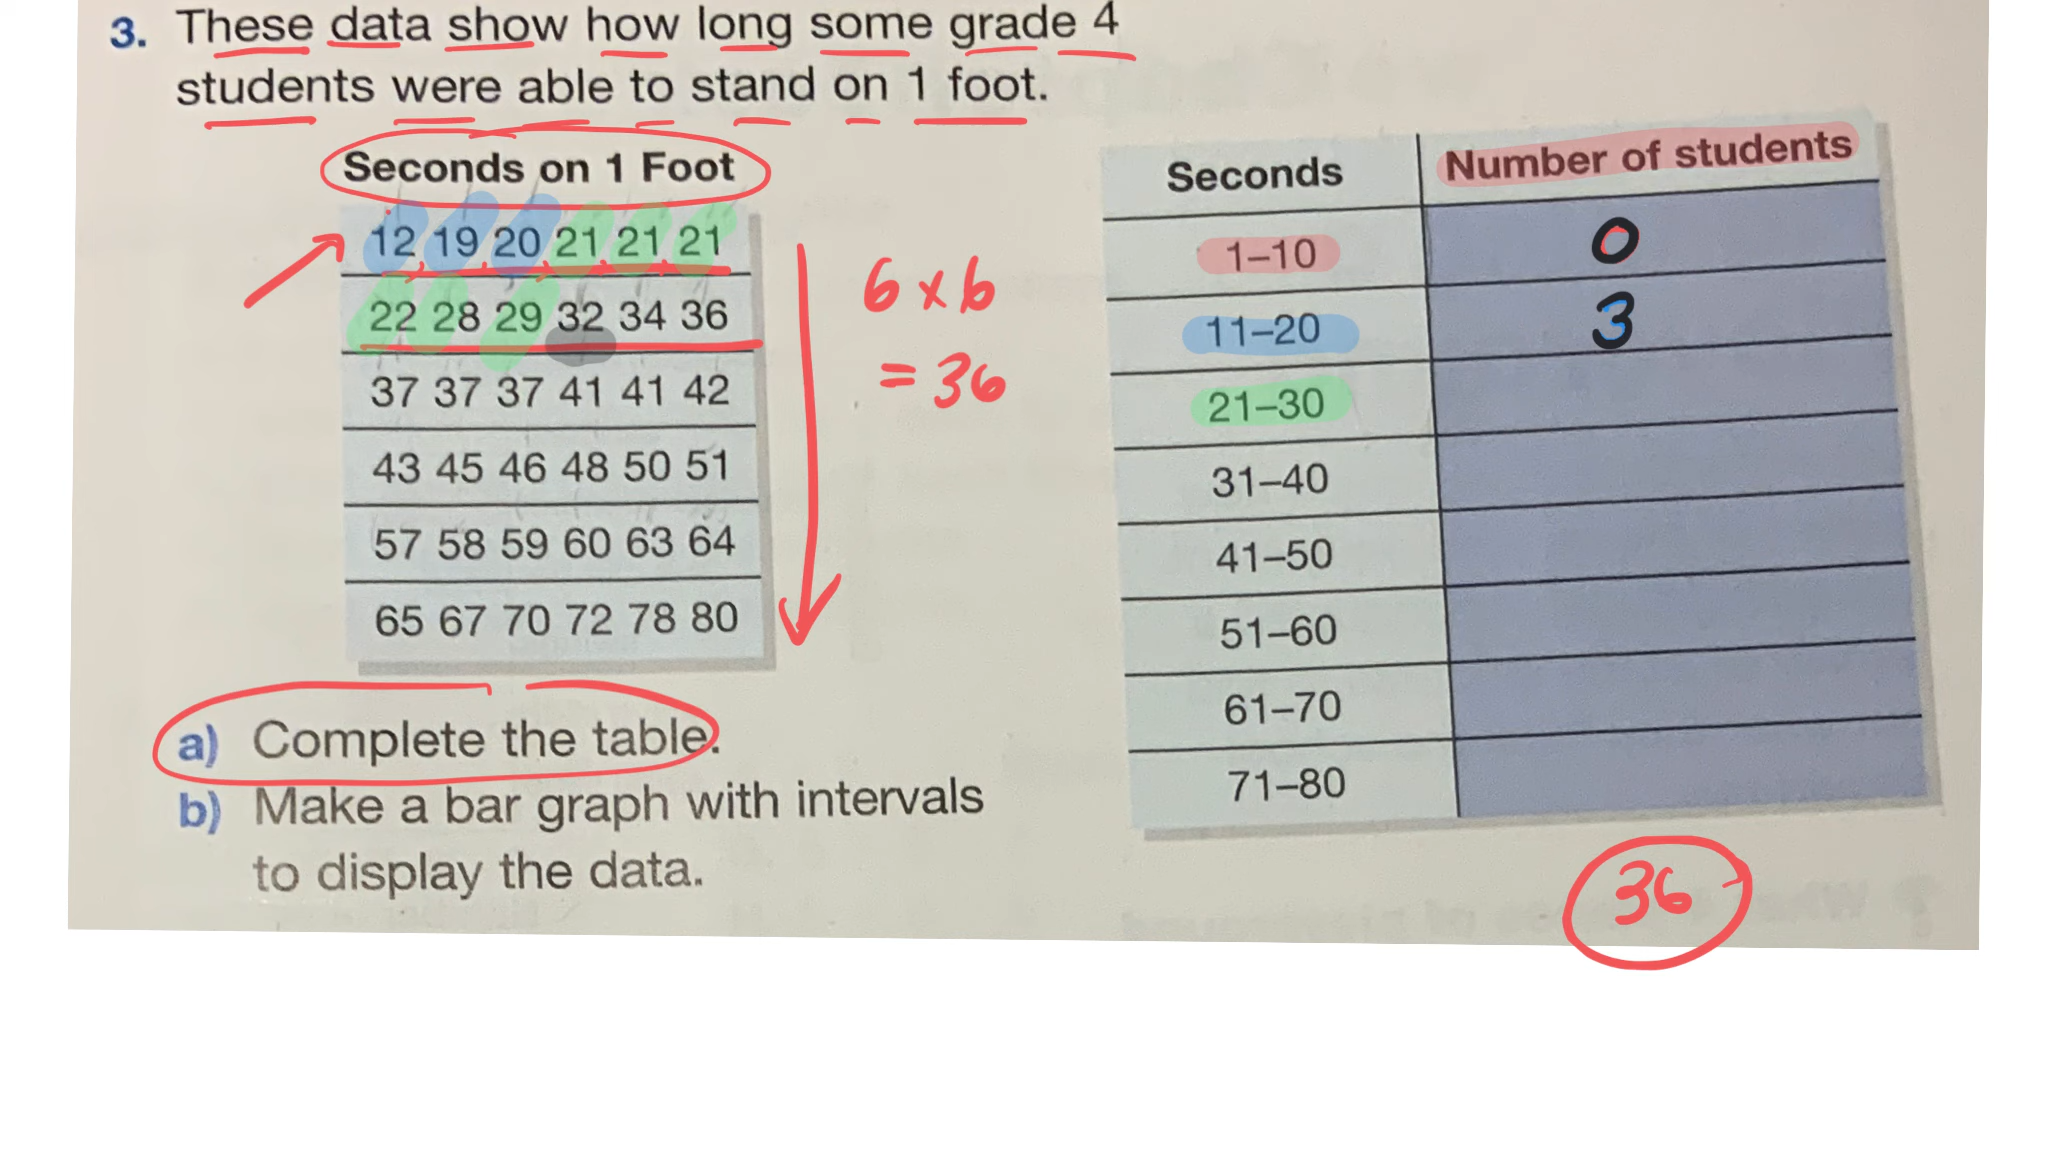 3. These data show how long some grade 4
students were able to stand on 1 foot.
Seconds on 1 Foot
12 19 20 21 21 21
22 28 29 32 34 36
37 37 37 41 41 42
43 45 46 48 50 51
57 58 59 60 63 64
65 67 70 72 78 80
6 x 6
= 36
Seconds Number of students
1–10 0
11–20 3
21–30
31–40
41–50
51–60
61–70
71–80
36
a) Complete the table.
b) Make a bar graph with intervals
to display the data.